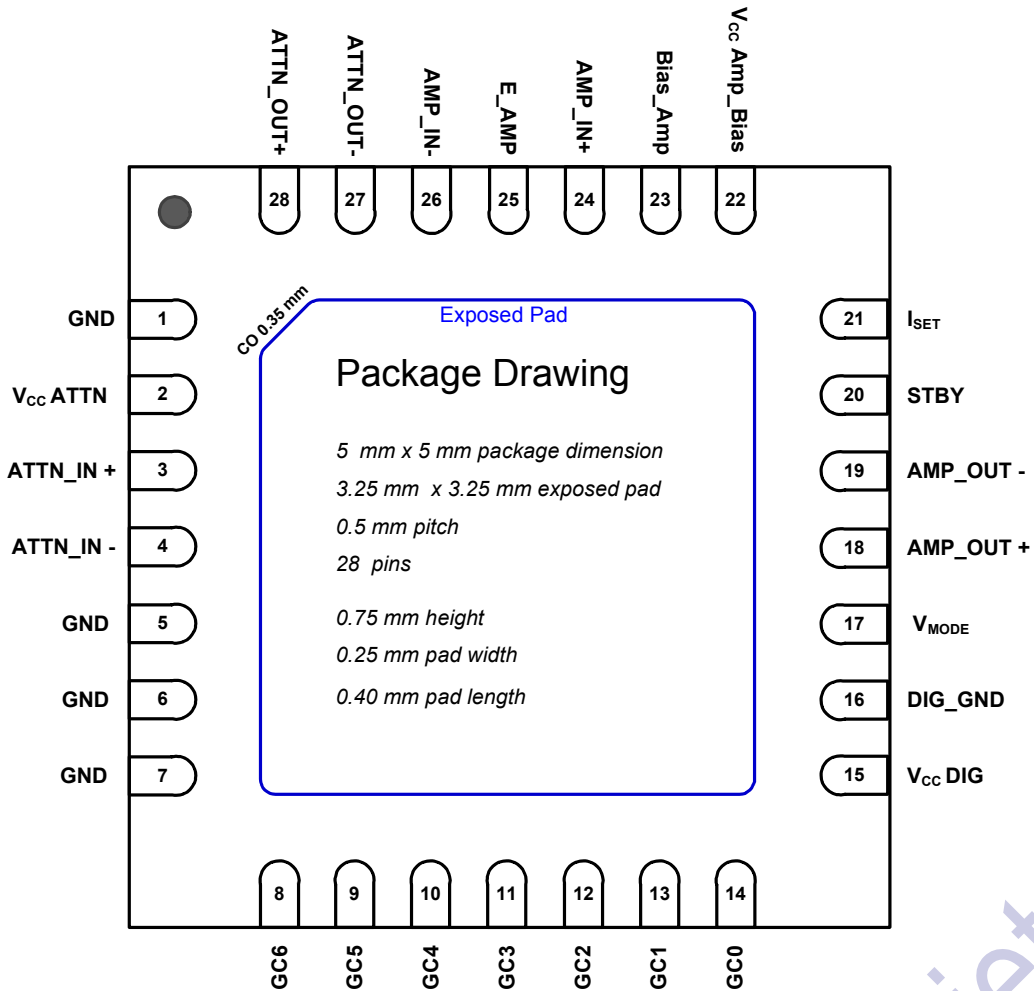 ATTN_OUT+
ATTN_OUT-
AMP_IN-
E_AMP
AMP_IN+
Bias_Amp
Vcc Amp_Bias
28
27
26
25
24
23
22
GND 1
Vcc ATTN 2
ATTN_IN + 3
ATTN_IN - 4
GND 5
GND 6
GND 7
CO 0.35 mm
Exposed Pad
Package Drawing
5 mm x 5 mm package dimension
3.25 mm x 3.25 mm exposed pad
0.5 mm pitch
28 pins
0.75 mm height
0.25 mm pad width
0.40 mm pad length
21 ISET
20 STBY
19 AMP_OUT -
18 AMP_OUT +
17 VMODE
16 DIG_GND
15 VCC DIG
8
9
10
11
12
13
14
GC6
GC5
GC4
GC3
GC2
GC1
GC0